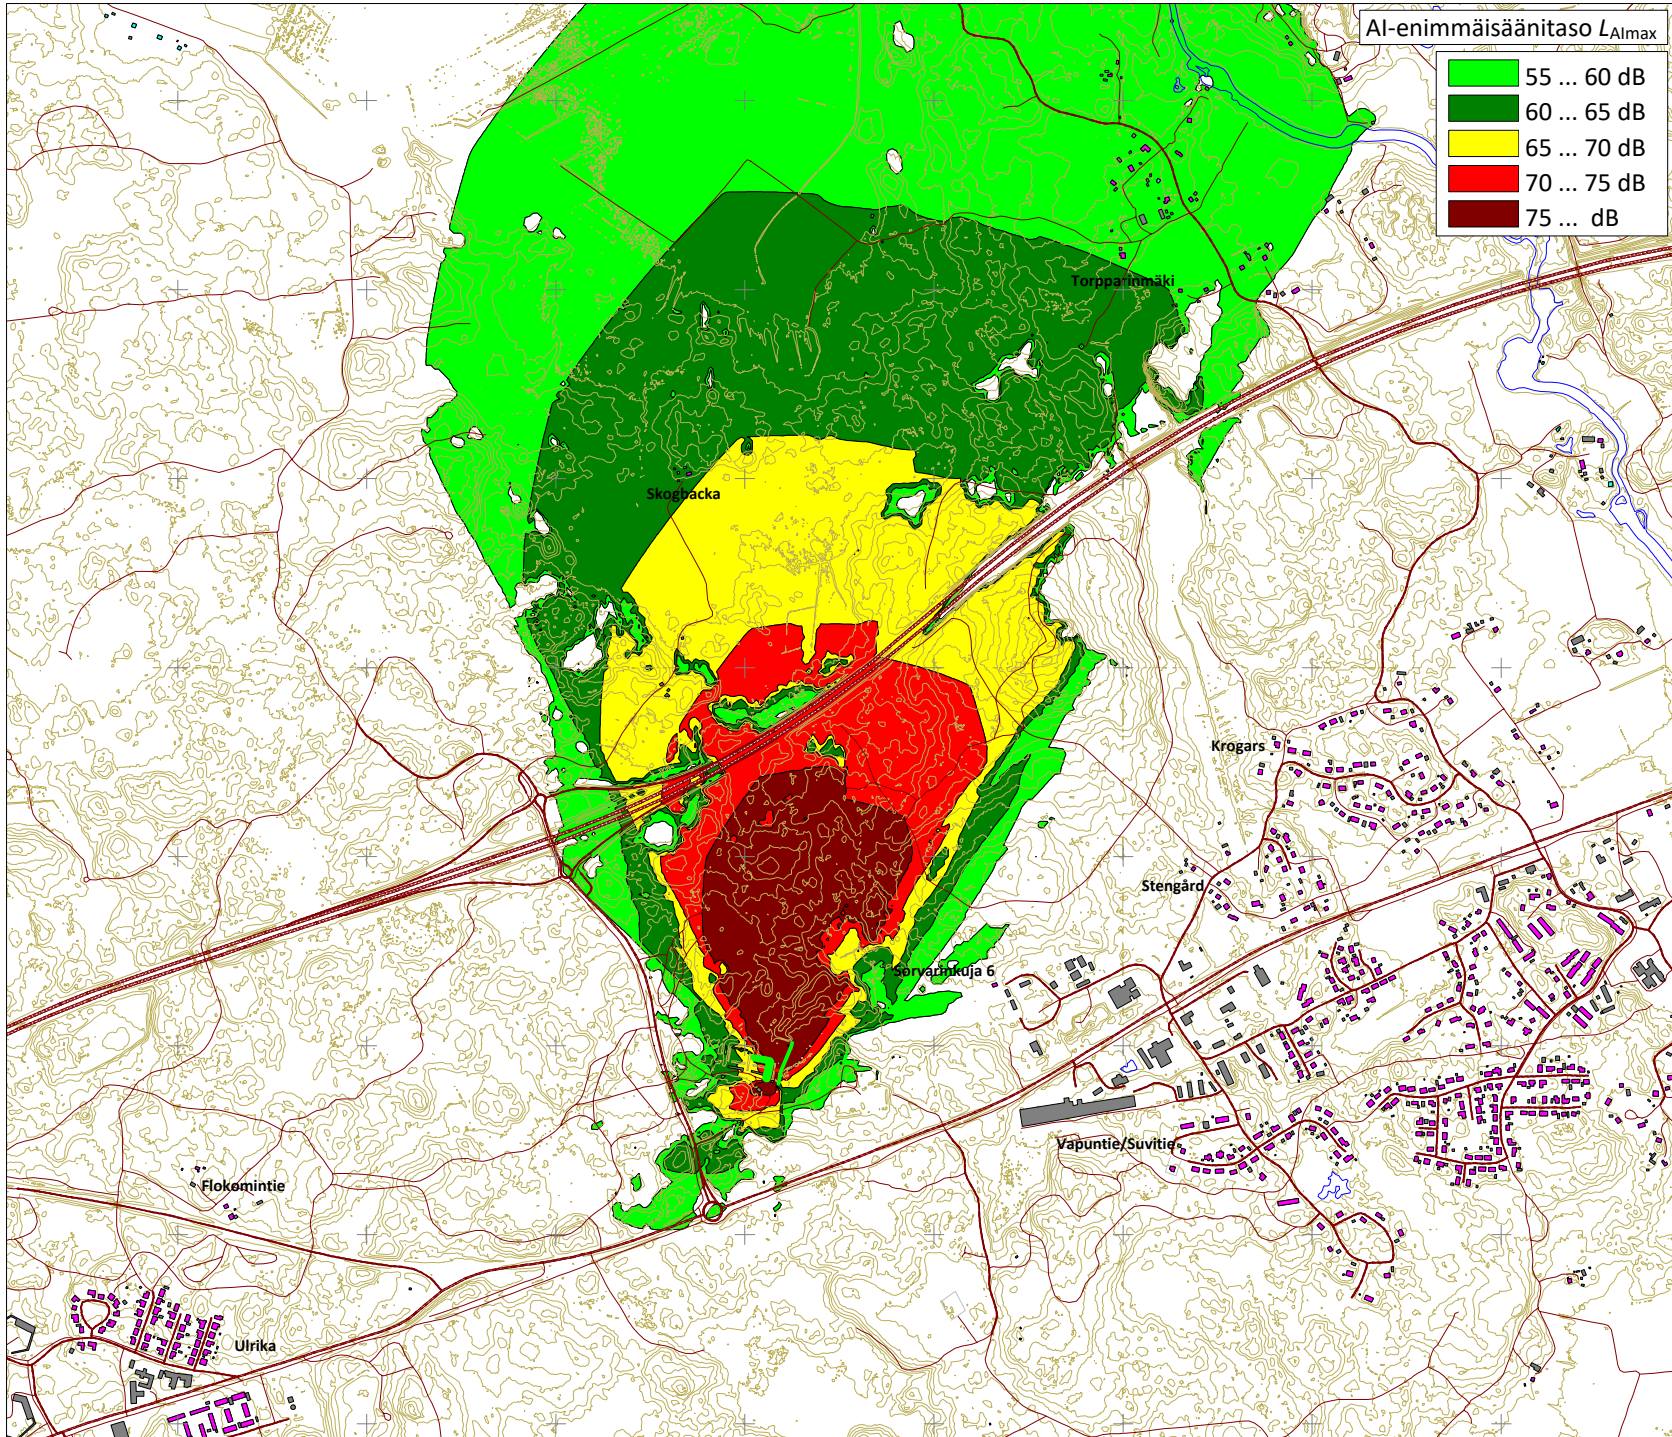 AI-enimmäisäänitaso LAImax
55 ... 60 dB
60 ... 65 dB
65 ... 70 dB
70 ... 75 dB
75 ... dB
Torpparinmäki
Skogbacka
Krogars
Stengård
Sorvarinkuja 6
Vapuntie/Suvitie
Flokomintie
Ulrika